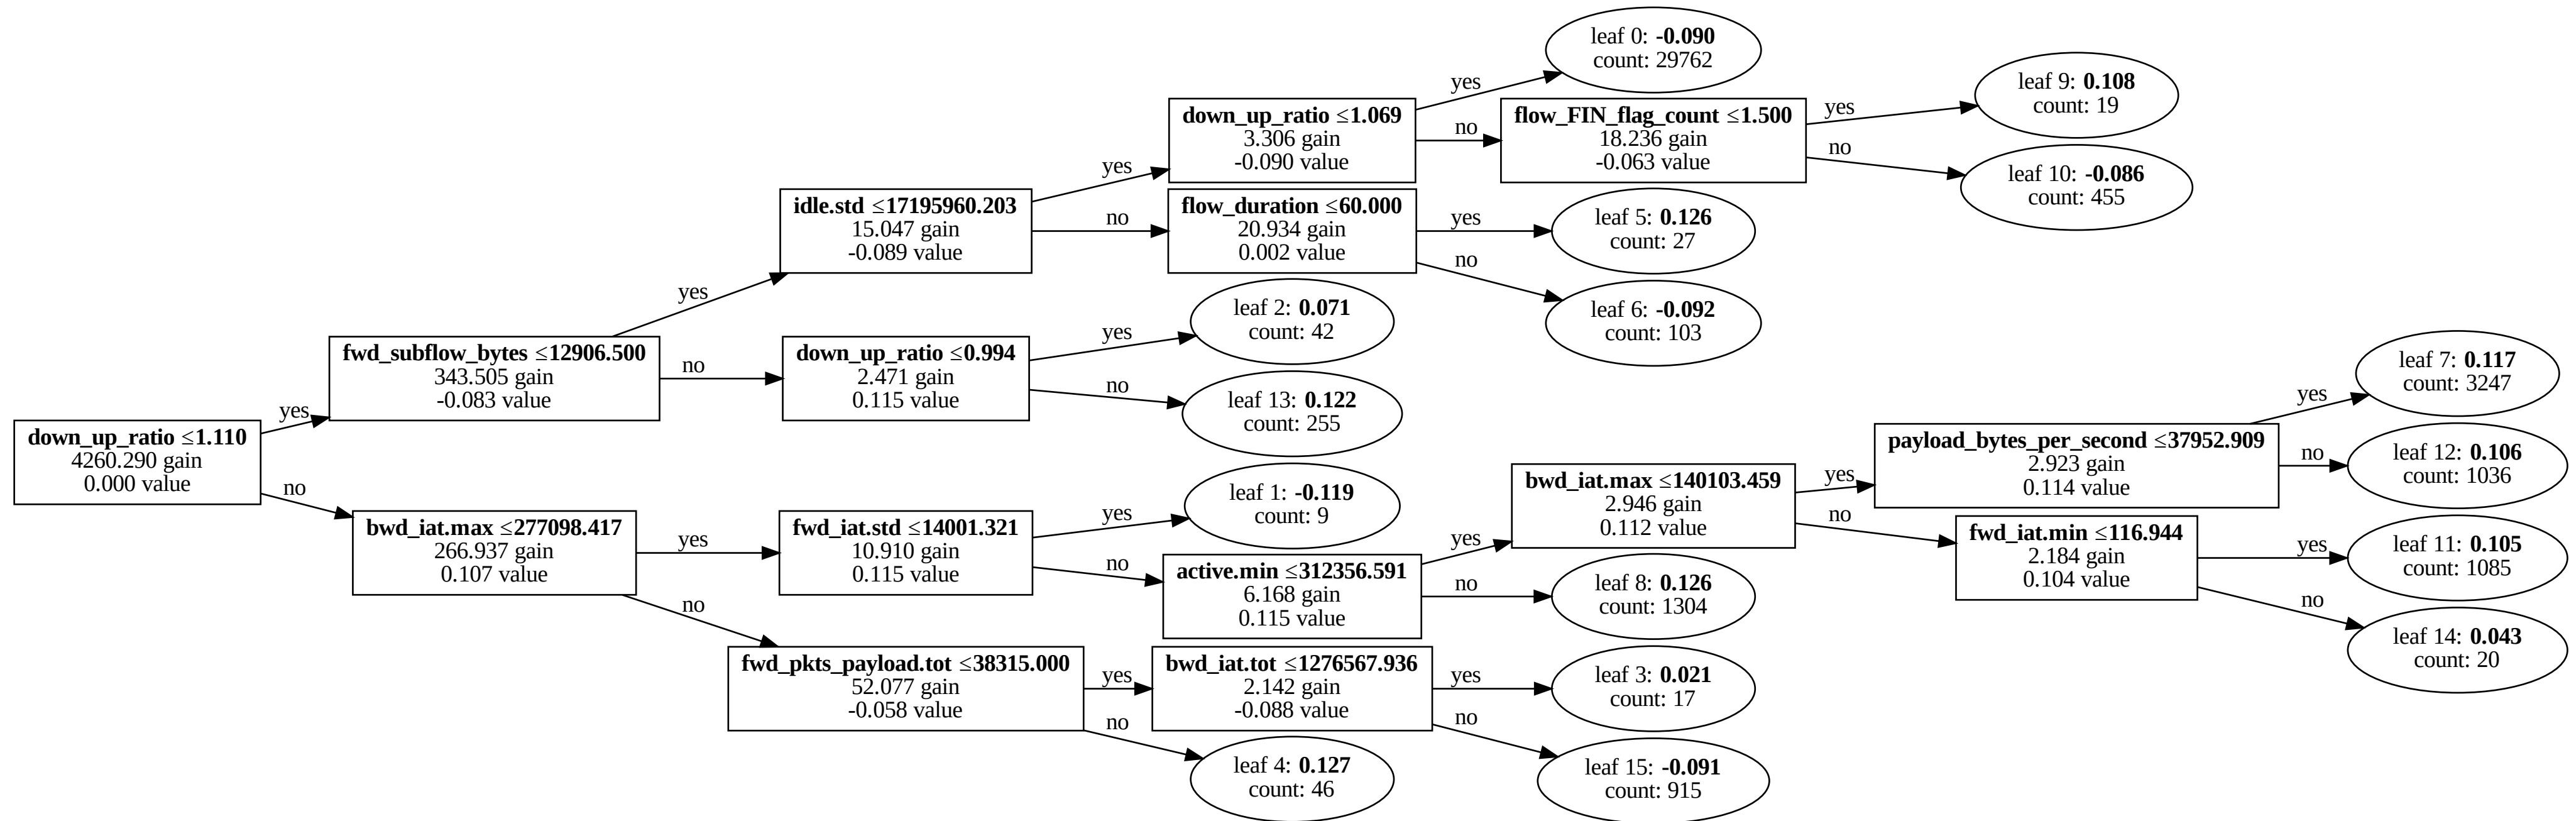 down_up_ratio ≤1.110
4260.290 gain
0.000 value
yes
no
fwd_subflow_bytes ≤12906.500
343.505 gain
-0.083 value
yes
no
bwd_iat.max ≤277098.417
266.937 gain
0.107 value
yes
no
idle.std ≤17195960.203
15.047 gain
-0.089 value
yes
no
down_up_ratio ≤0.994
2.471 gain
0.115 value
yes
no
fwd_iat.std ≤14001.321
10.910 gain
0.115 value
yes
no
fwd_pkts_payload.tot ≤38315.000
52.077 gain
-0.058 value
yes
no
down_up_ratio ≤1.069
3.306 gain
-0.090 value
yes
no
flow_duration ≤60.000
20.934 gain
0.002 value
yes
no
leaf 2: 0.071
count: 42
leaf 13: 0.122
count: 255
leaf 1: -0.119
count: 9
active.min ≤312356.591
6.168 gain
0.115 value
yes
no
bwd_iat.tot ≤1276567.936
2.142 gain
-0.088 value
yes
no
leaf 4: 0.127
count: 46
leaf 0: -0.090
count: 29762
flow_FIN_flag_count ≤1.500
18.236 gain
-0.063 value
yes
no
leaf 5: 0.126
count: 27
leaf 6: -0.092
count: 103
bwd_iat.max ≤140103.459
2.946 gain
0.112 value
yes
no
leaf 8: 0.126
count: 1304
leaf 3: 0.021
count: 17
leaf 15: -0.091
count: 915
leaf 9: 0.108
count: 19
leaf 10: -0.086
count: 455
payload_bytes_per_second ≤37952.909
2.923 gain
0.114 value
yes
no
fwd_iat.min ≤116.944
2.184 gain
0.104 value
yes
no
leaf 7: 0.117
count: 3247
leaf 12: 0.106
count: 1036
leaf 11: 0.105
count: 1085
leaf 14: 0.043
count: 20